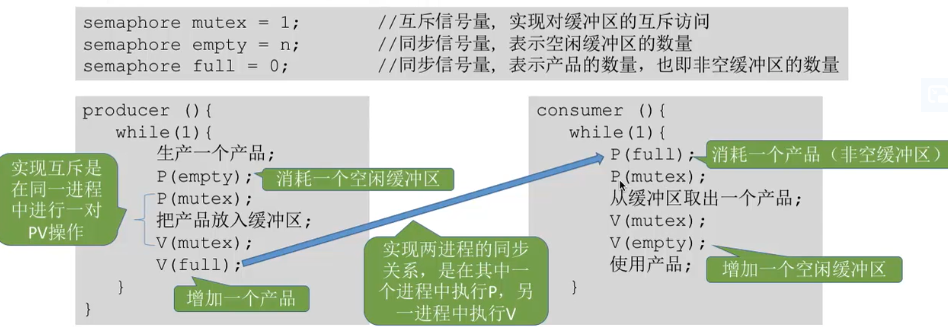 semaphore mutex = 1; //互斥信号量, 实现对缓冲区的互斥访问
semaphore empty = n; //同步信号量, 表示空闲缓冲区的数量
semaphore full = 0; //同步信号量, 表示产品的数量，也即非空缓冲区的数量
producer (){
while(1){
生产一个产品;
P(empty);
消耗一个空闲缓冲区
P(mutex);
把产品放入缓冲区;
V(mutex);
V(full);
增加一个产品
}
}
实现互斥是
在同一进程
中进行一对
PV操作
实现两进程的同步
关系，是在其中一
个进程中执行P，另
一进程中执行V
consumer (){
while(1){
P(full);
消耗一个产品（非空缓冲区）
P(mutex);
从缓冲区取出一个产品;
V(mutex);
V(empty);
增加一个空闲缓冲区
使用产品;
}
}